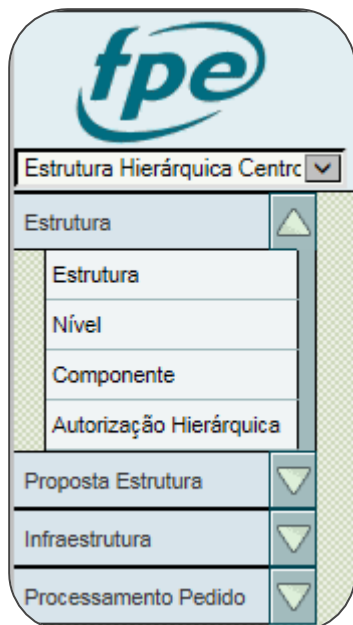 fpe
Estrutura Hierárquica Centrc
Estrutura
Estrutura
Nível
Componente
Autorização Hierárquica
Proposta Estrutura
Infraestrutura
Processamento Pedido